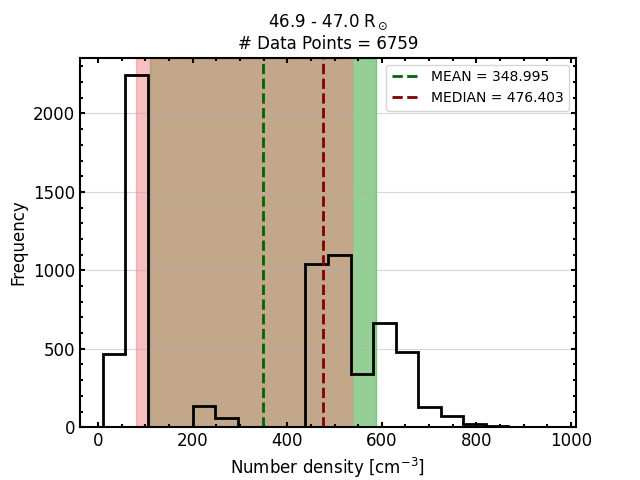 46.9 - 47.0 R⊙
# Data Points = 6759
MEAN = 348.995
MEDIAN = 476.403
Frequency
2000
1500
1000
500
0
0 200 400 600 800 1000
Number density [cm⁻³]